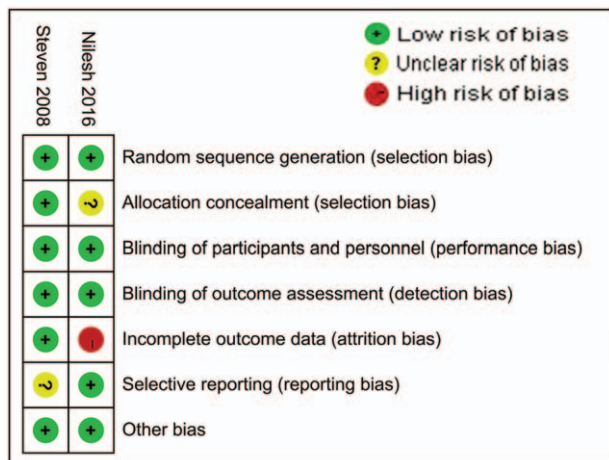 Steven 2008
Nilesh 2016
+ Low risk of bias
? Unclear risk of bias
- High risk of bias
+ + Random sequence generation (selection bias)
+ ? Allocation concealment (selection bias)
+ + Blinding of participants and personnel (performance bias)
+ + Blinding of outcome assessment (detection bias)
+ - Incomplete outcome data (attrition bias)
? + Selective reporting (reporting bias)
+ + Other bias